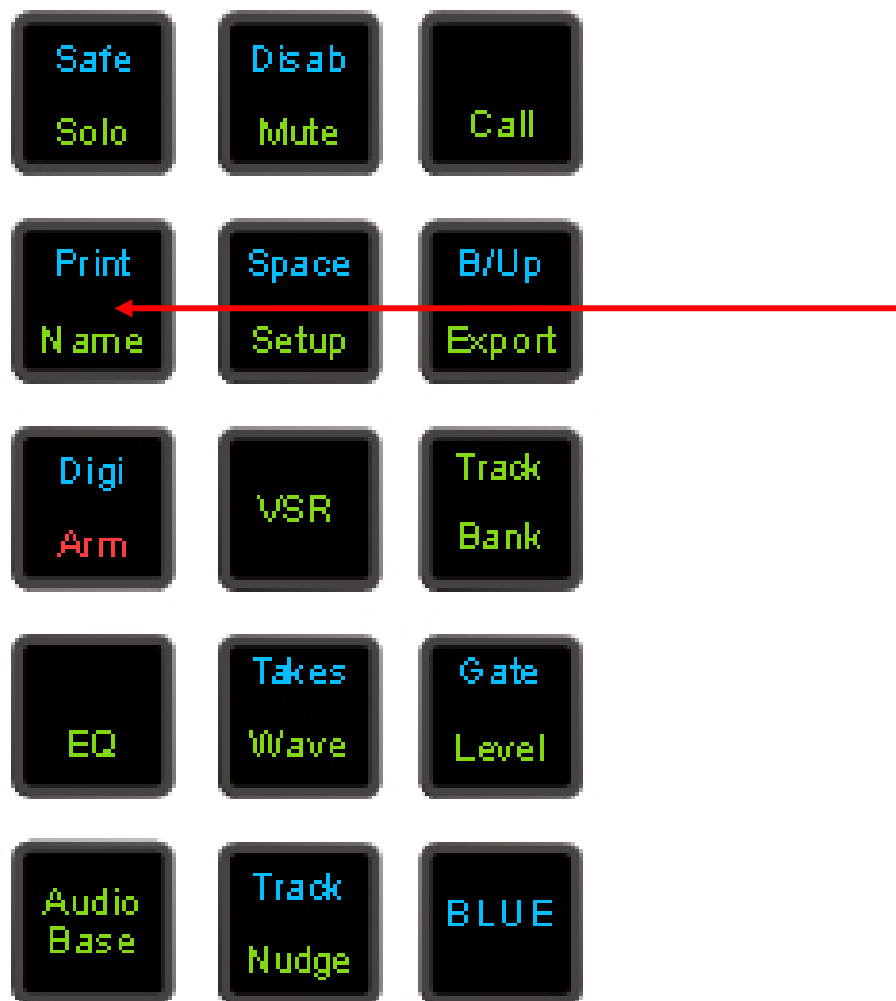 Safe Disab
Solo Mute Call
Print Space B/Up
Name Setup Export
Digi Track
VSR
Arm Bank
Takes Gate
EQ Wave Level
Audio Track
BLUE
Base Nudge